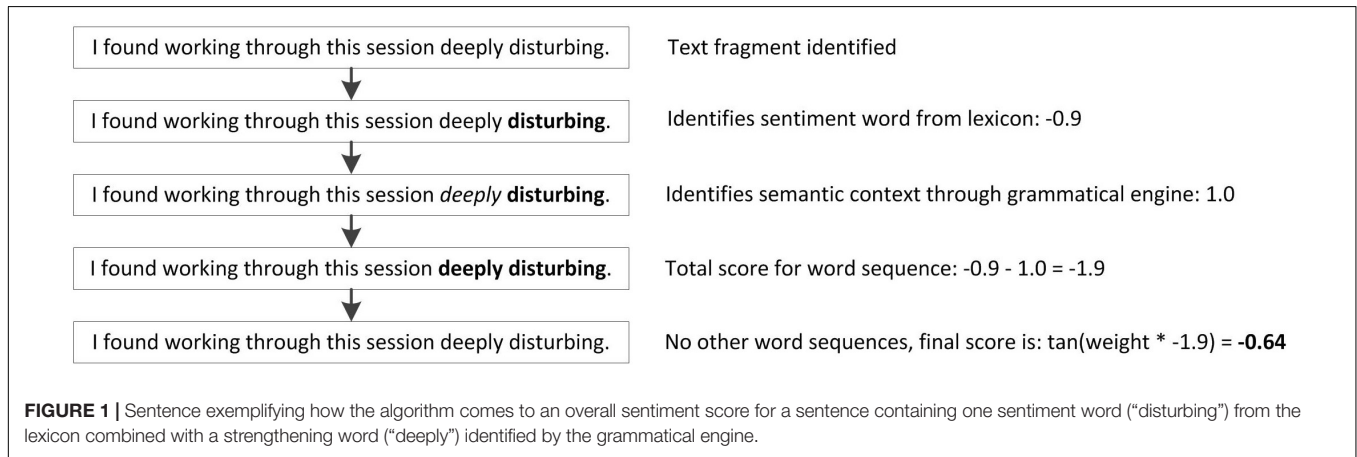 I found working through this session deeply disturbing.
Text fragment identified
I found working through this session deeply disturbing.
Identifies sentiment word from lexicon: -0.9
I found working through this session deeply disturbing.
Identifies semantic context through grammatical engine: 1.0
I found working through this session deeply disturbing.
Total score for word sequence: -0.9 - 1.0 = -1.9
I found working through this session deeply disturbing.
No other word sequences, final score is: tan(weight * -1.9) = -0.64
FIGURE 1 | Sentence exemplifying how the algorithm comes to an overall sentiment score for a sentence containing one sentiment word (“disturbing”) from the
lexicon combined with a strengthening word (“deeply”) identified by the grammatical engine.